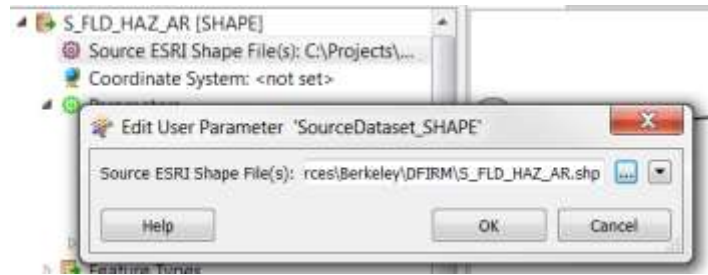 S_FLD_HAZ_AR [SHAPE]
Source ESRI Shape File(s): C:\Projects\...
Coordinate System: <not set>
Edit User Parameter 'SourceDataset_SHAPE'
Source ESRI Shape File(s): rces\Berkeley\DFIRM\S_FLD_HAZ_AR.shp ...
Help OK Cancel
Feature Types